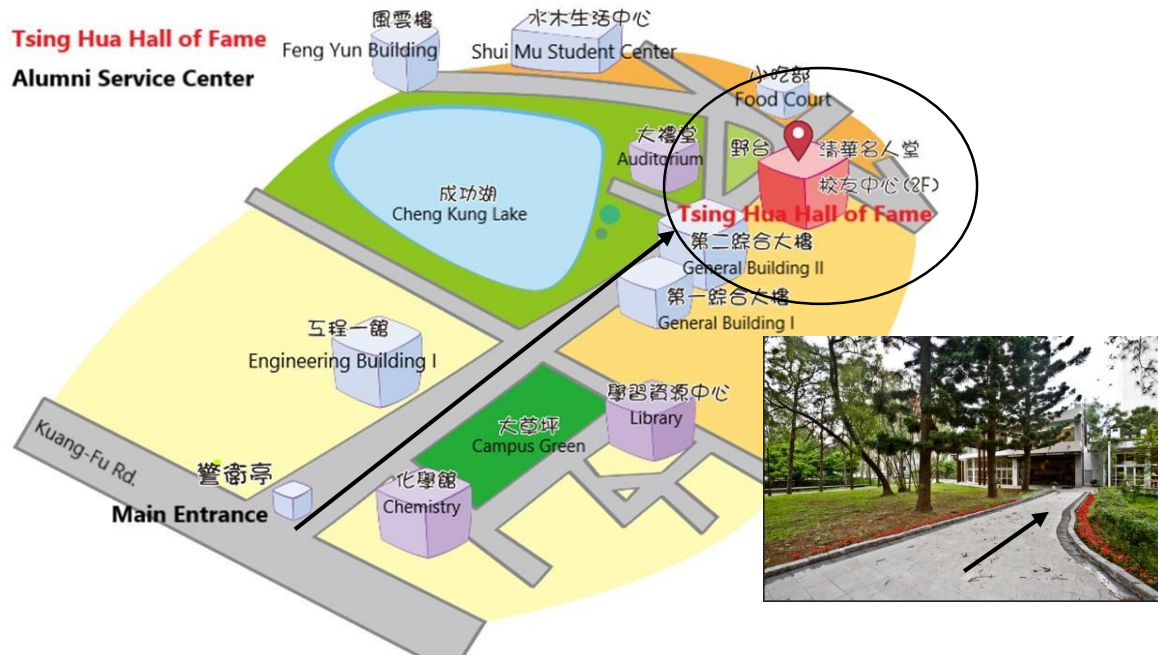 Tsing Hua Hall of Fame
Alumni Service Center
風雲樓
Feng Yun Building
水木生活中心
Shui Mu Student Center
小吃部
Food Court
大禮堂
Auditorium
野台
清華名人堂
校友中心(2F)
Tsing Hua Hall of Fame
成功湖
Cheng Kung Lake
第二綜合大樓
General Building II
第一綜合大樓
General Building I
工程一館
Engineering Building I
學習資源中心
Library
大草坪
Campus Green
Kuang-Fu Rd.
警衛亭
Main Entrance
化學館
Chemistry